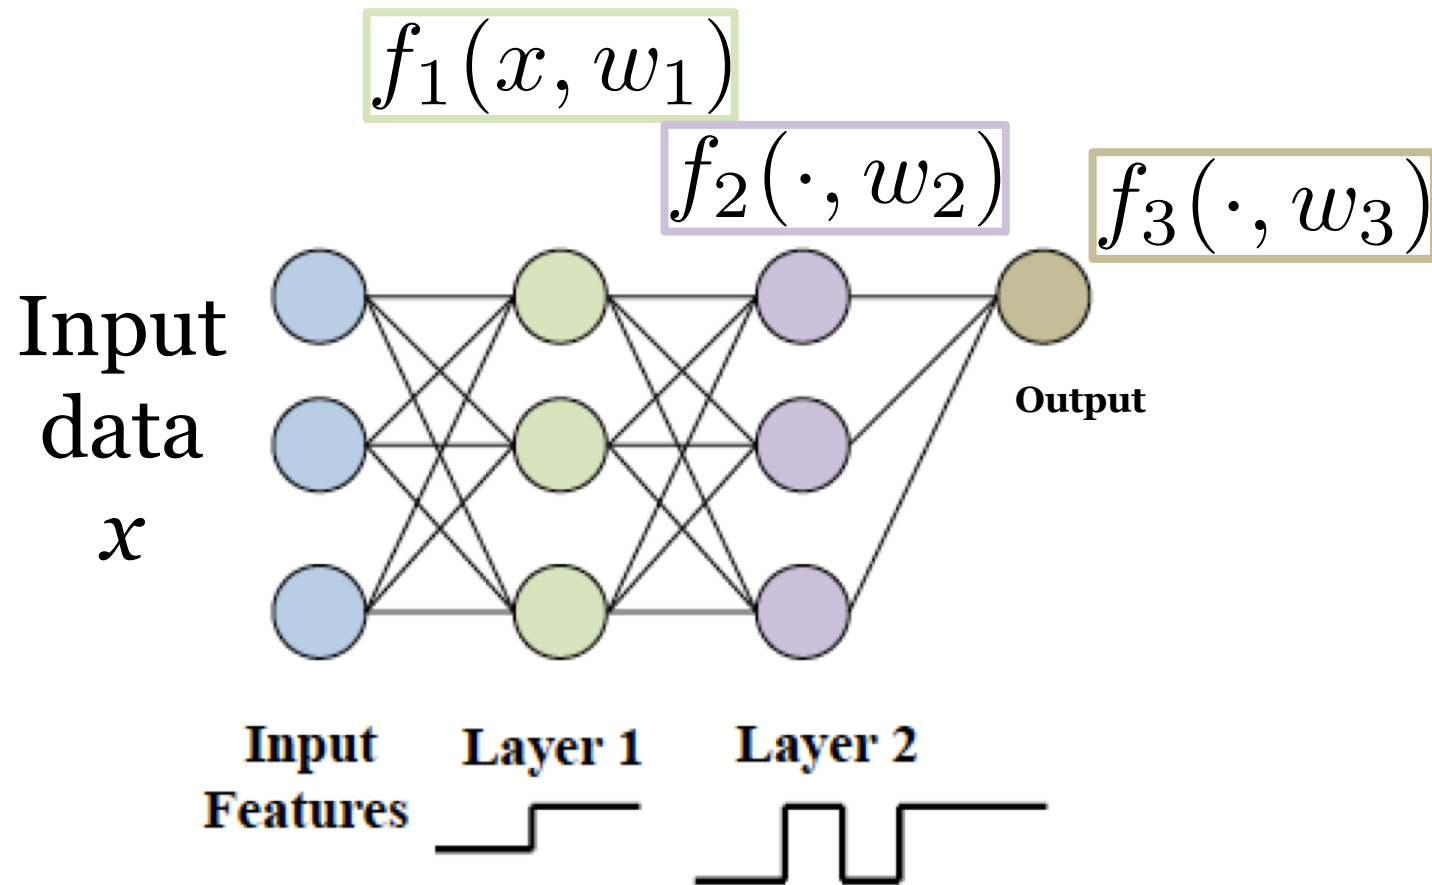 f₁(x, w₁)
f₂(·, w₂)
f₃(·, w₃)
Input
data
x
Output
Input
Features
Layer 1
Layer 2